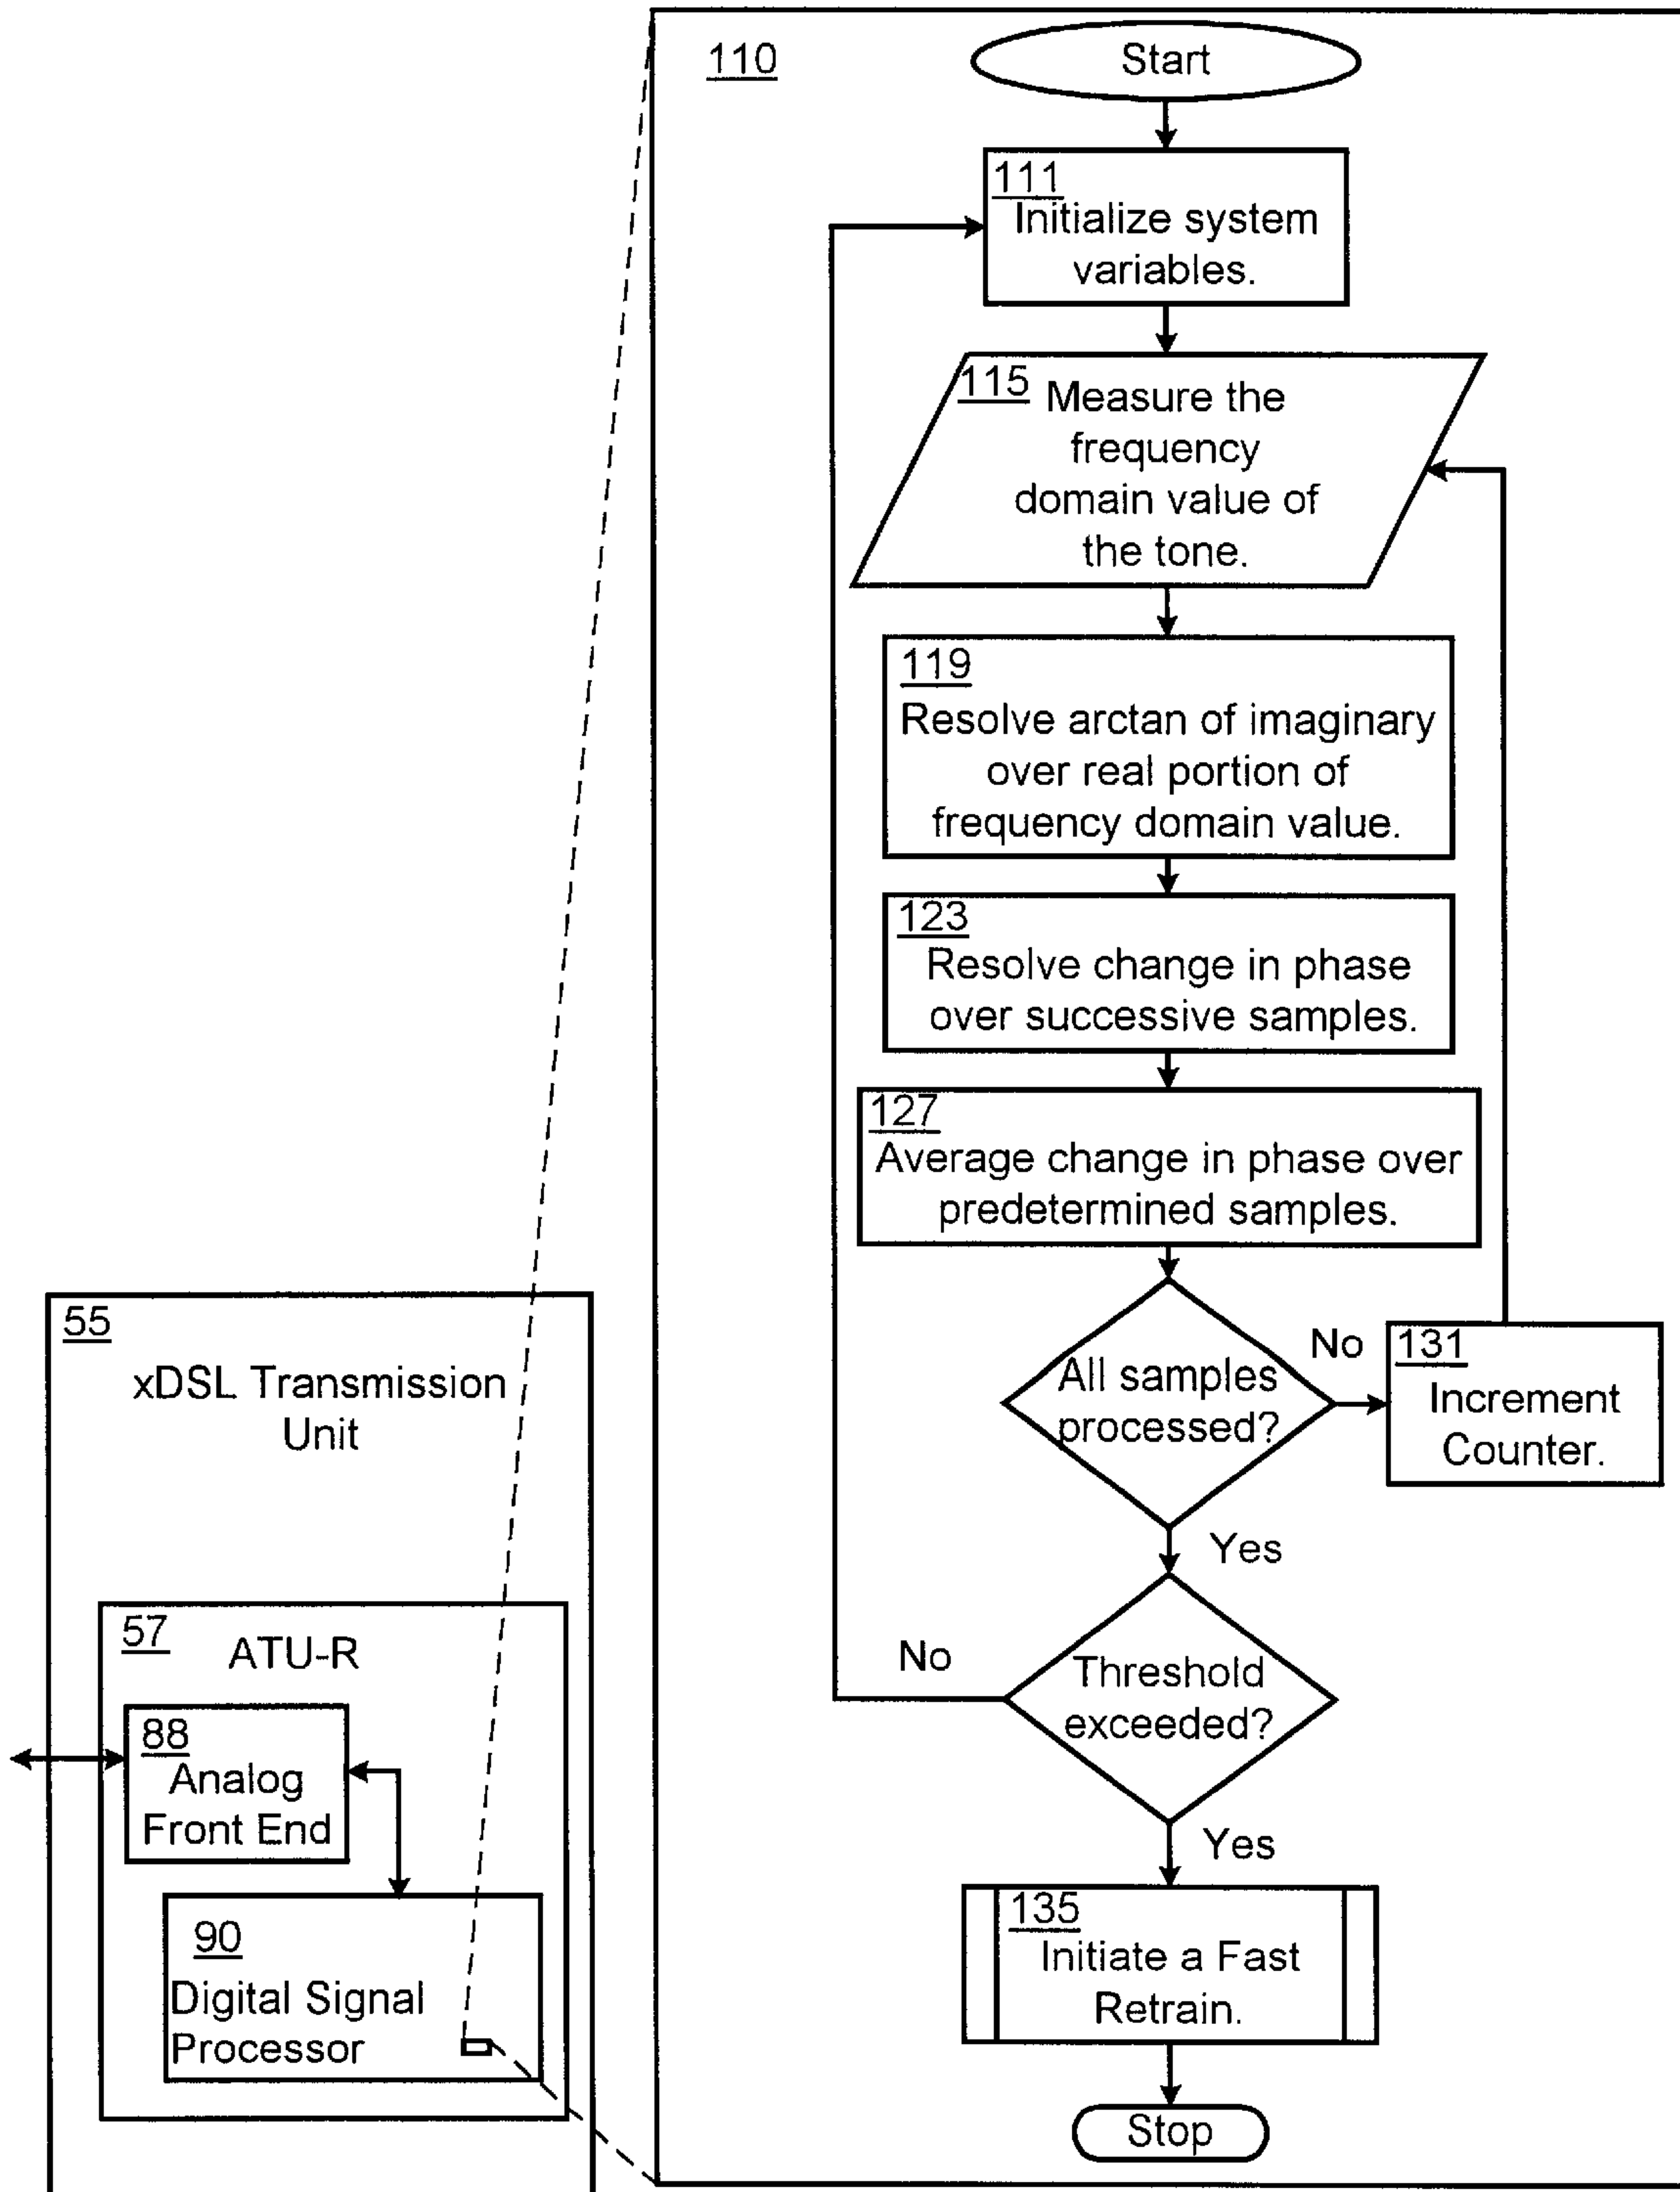 110
Start
111
Initialize system
variables.
115 Measure the
frequency
domain value of
the tone.
119
Resolve arctan of imaginary
over real portion of
frequency domain value.
123
Resolve change in phase
over successive samples.
127
Average change in phase over
predetermined samples.
All samples
processed?
No
131
Increment
Counter.
Yes
Threshold
exceeded?
No
Yes
135
Initiate a Fast
Retrain.
Stop
55
xDSL Transmission
Unit
57
ATU-R
88
Analog
Front End
90
Digital Signal
Processor